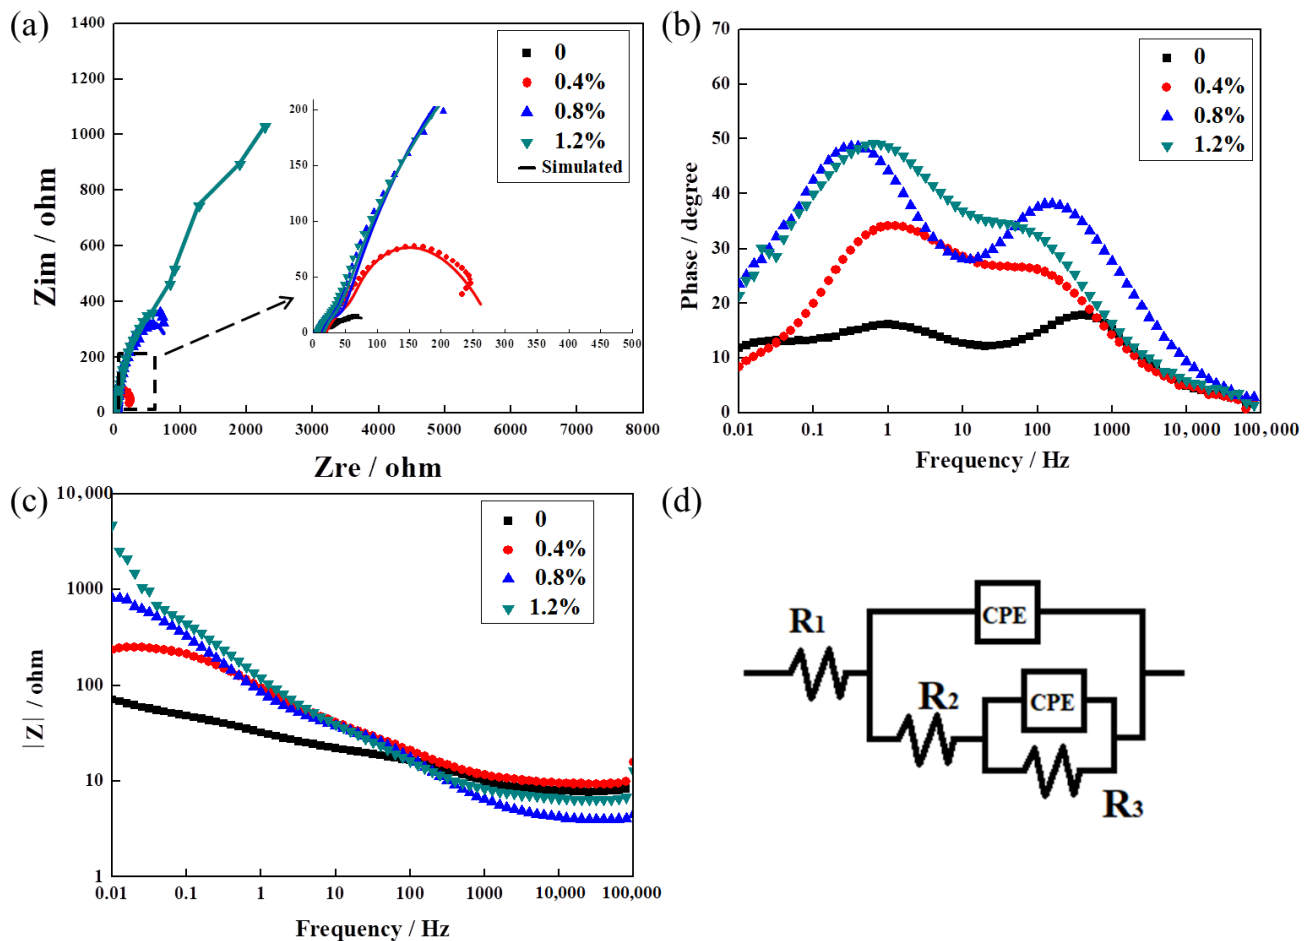 (a)
1400
1200
1000
800
600
400
200
0
Zim / ohm
0
0.4%
0.8%
1.2%
Simulated
200
150
100
50
0
0 50 100 150 200 250 300 350 400 450 500
0 1000 2000 3000 4000 5000 6000 7000 8000
Zre / ohm
(b)
70
60
50
40
30
20
10
0
Phase / degree
0
0.4%
0.8%
1.2%
0.01 0.1 1 10 100 1000 10,000 100,000
Frequency / Hz
(c)
10,000
1000
100
10
1
|Z| / ohm
0
0.4%
0.8%
1.2%
0.01 0.1 1 10 100 1000 10,000 100,000
Frequency / Hz
(d)
CPE
R1
CPE
R2
R3